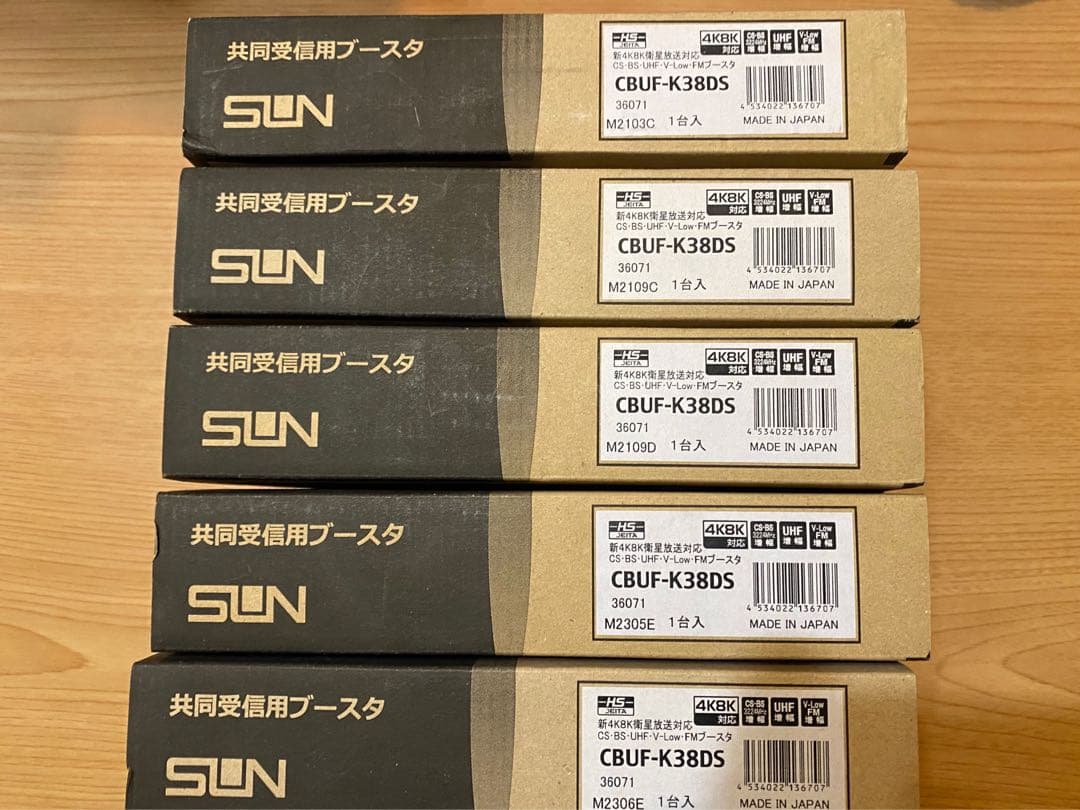 共同受信用ブースタ
SUN
HS
JEITA
4K8K
対応
CS・BS
3224MHz
増幅
UHF
増幅
V-Low
FM
増幅
新4K8K衛星放送対応
CS・BS・UHF・V-Low・FMブースタ
CBUF-K38DS
36071
4 534022 136707
M2103C 1台入
MADE IN JAPAN
共同受信用ブースタ
SUN
HS
JEITA
4K8K
対応
CS・BS
3224MHz
増幅
UHF
増幅
V-Low
FM
増幅
新4K8K衛星放送対応
CS・BS・UHF・V-Low・FMブースタ
CBUF-K38DS
36071
4 534022 136707
M2109C 1台入
MADE IN JAPAN
共同受信用ブースタ
SUN
HS
JEITA
4K8K
対応
CS・BS
3224MHz
増幅
UHF
増幅
V-Low
FM
増幅
新4K8K衛星放送対応
CS・BS・UHF・V-Low・FMブースタ
CBUF-K38DS
36071
4 534022 136707
M2109D 1台入
MADE IN JAPAN
共同受信用ブースタ
SUN
HS
JEITA
4K8K
対応
CS・BS
3224MHz
増幅
UHF
増幅
V-Low
FM
増幅
新4K8K衛星放送対応
CS・BS・UHF・V-Low・FMブースタ
CBUF-K38DS
36071
4 534022 136707
M2305E 1台入
MADE IN JAPAN
共同受信用ブースタ
SUN
HS
JEITA
4K8K
対応
CS・BS
3224MHz
増幅
UHF
増幅
V-Low
FM
増幅
新4K8K衛星放送対応
CS・BS・UHF・V-Low・FMブースタ
CBUF-K38DS
36071
4 534022 136707
M2306E 1台入
MADE IN JAPAN